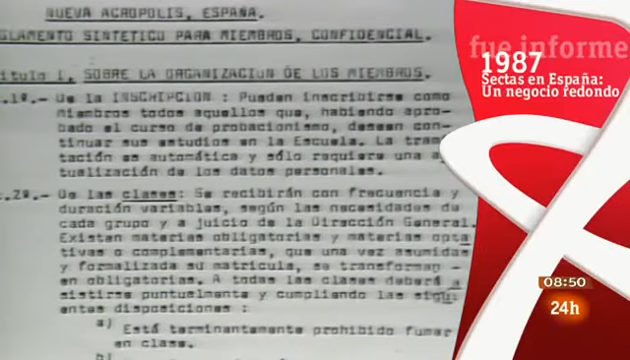 NUEVA ACROPOLIS, ESPAÑA.
GLAMENTO SINTETICO PARA MIEMBROS, CONFIDENCIAL.
itulo I, SOBRE LA ORGANIZACION DE LOS MIEMBROS.
.1º.- De la INSCRIPCION : Pueden inscribirse como
Miembros todos aquellos que, habiendo apro-
bado el curso de probacionismo, deseen con-
tinuar sus estudios en la Escuela. La tram
tación es automática y sólo requiere una a
tualización de los datos personales.
.2º.- De las clases: Se recibirán con frecuencia y
duración variables, según las necesidades de
cada grupo y a juicio de la Dirección General.
Existen materias obligatorias y materias opta
tivas o complementarias, que una vez asumidas
y formalizada su matrícula, se transforman -
en obligatorias. A todas las clases deberá a
sistirse puntualmente y cumpliendo las sigui
entes disposiciones :
a) Está terminantemente prohibido fumar
en clase.
b)
fue informe
1987
Sectas en España:
Un negocio redondo
08:50
24h